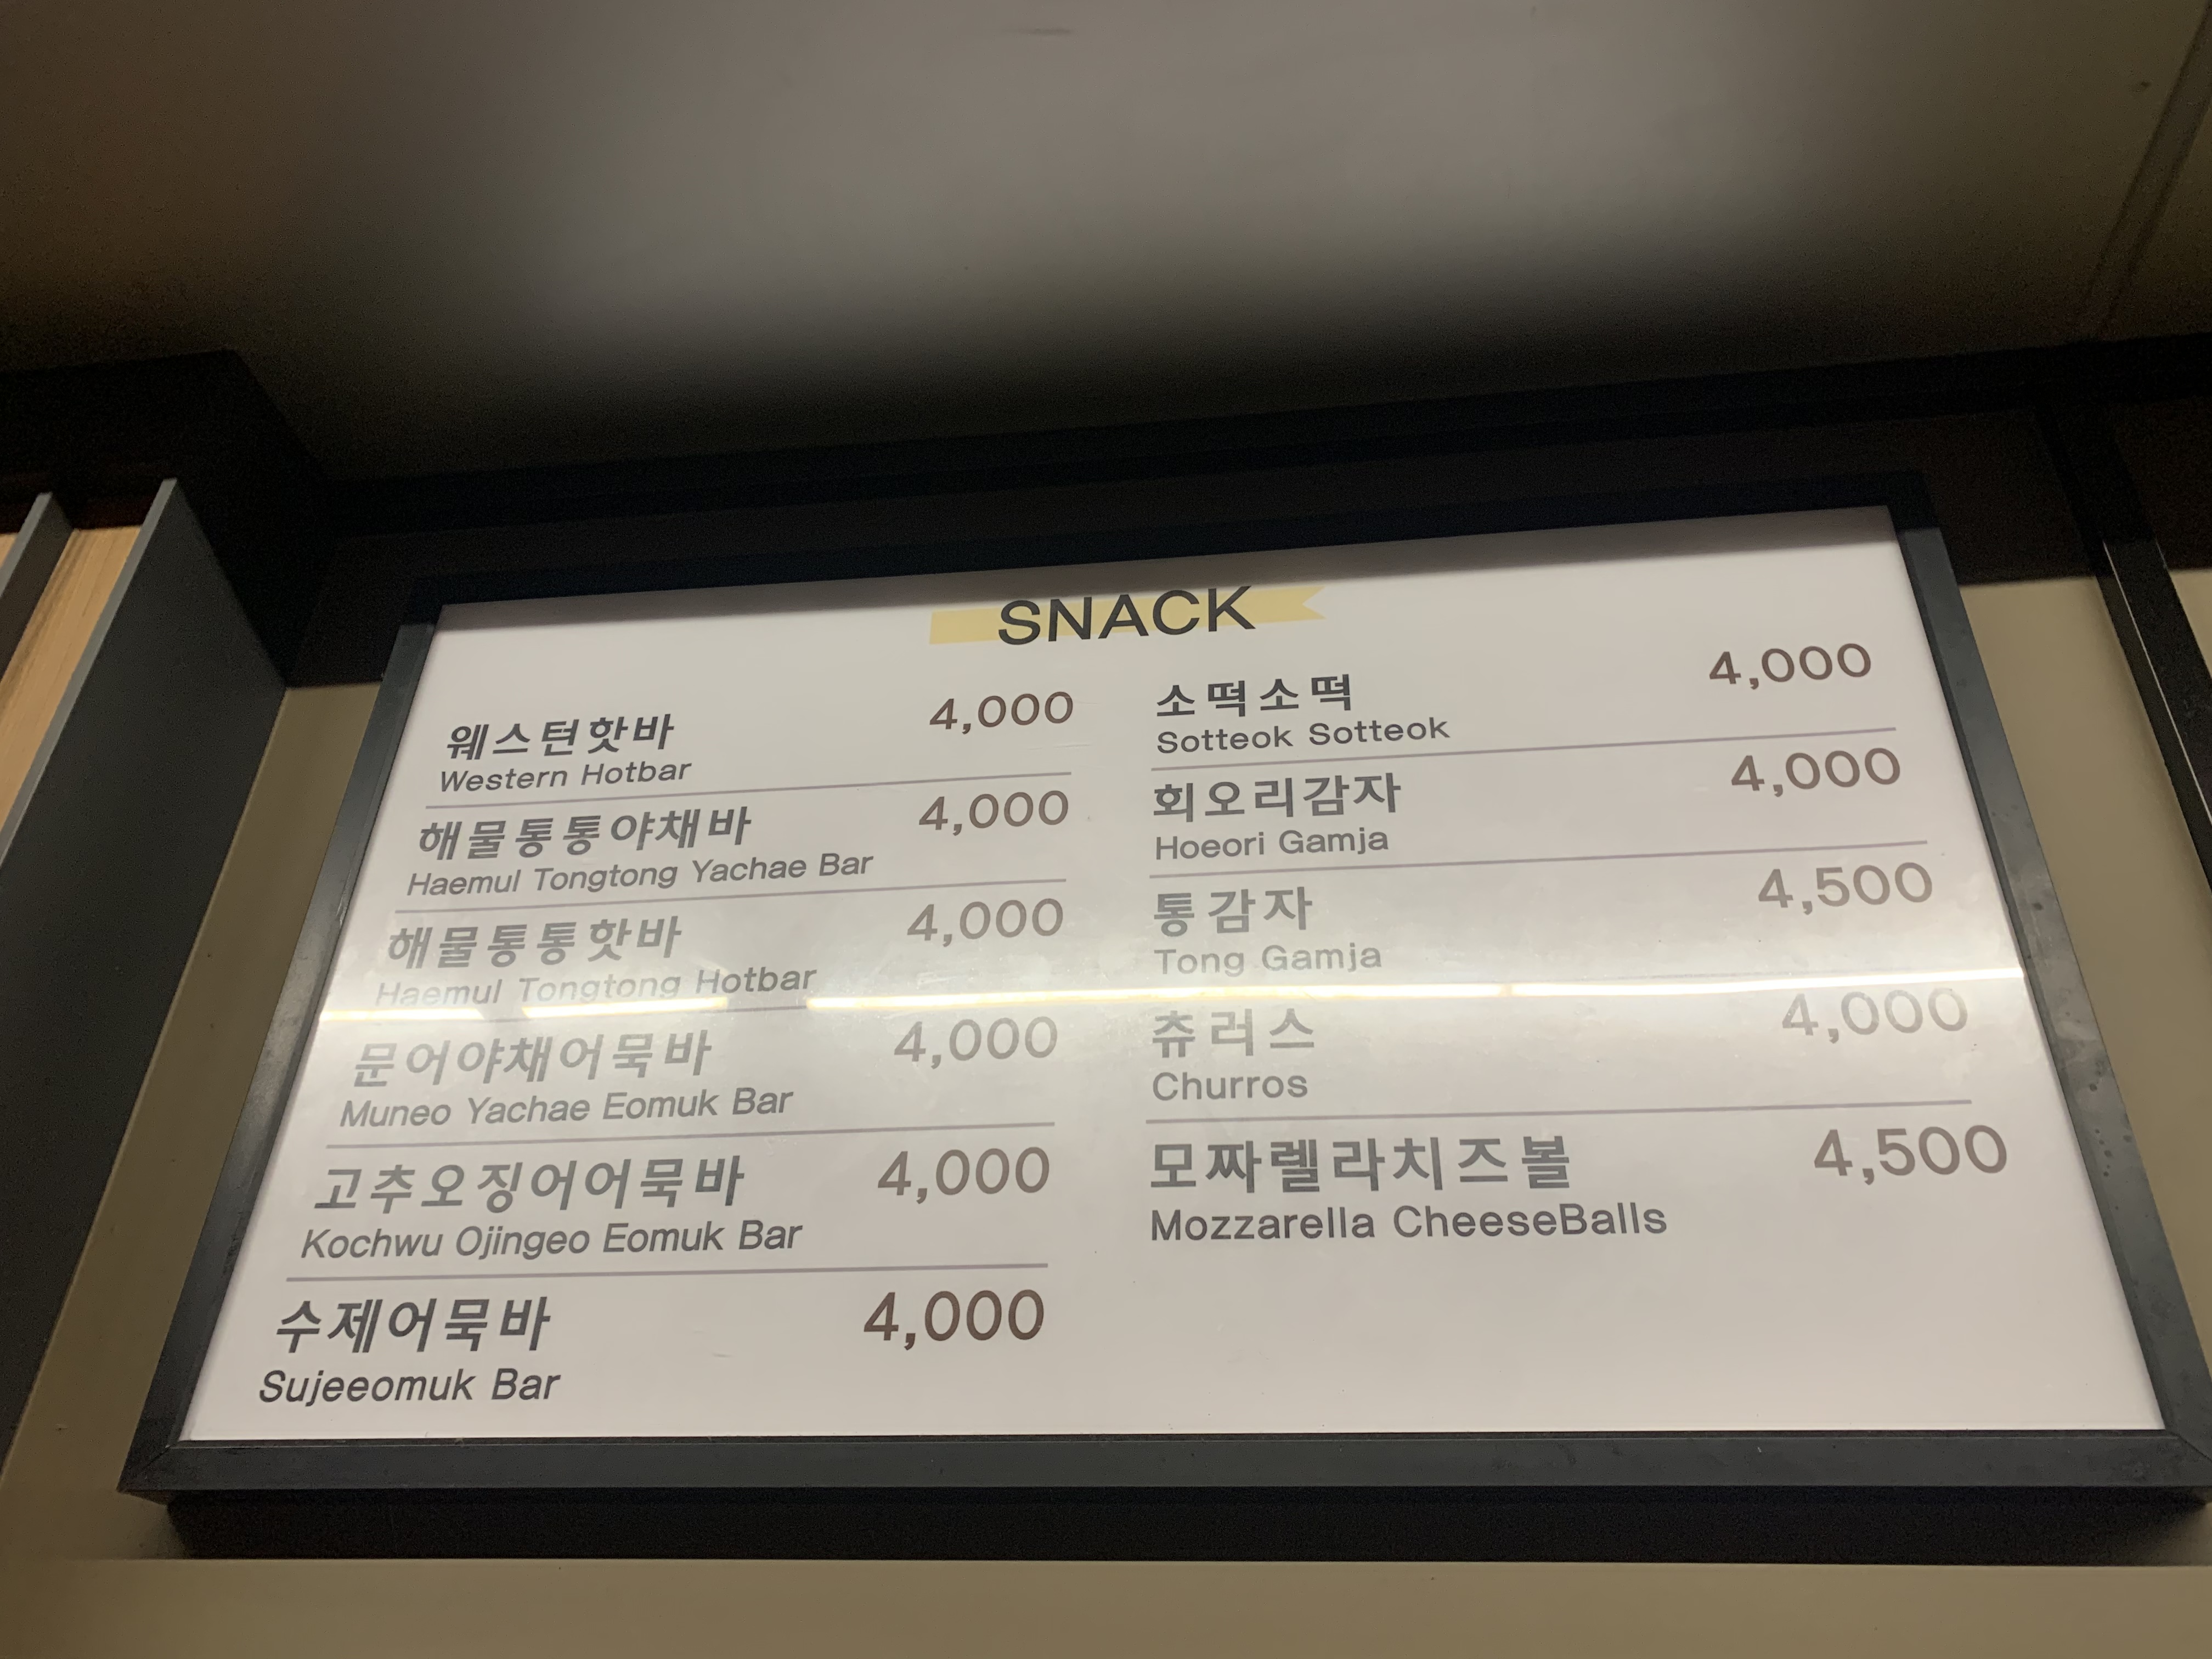 SNACK
웨스턴핫바 4,000
Western Hotbar
해물통통야채바 4,000
Haemul Tongtong Yachae Bar
해물통통핫바 4,000
Haemul Tongtong Hotbar
문어야채어묵바 4,000
Muneo Yachae Eomuk Bar
고추오징어어묵바 4,000
Kochwu Ojingeo Eomuk Bar
수제어묵바 4,000
Sujeeomuk Bar
소떡소떡 4,000
Sotteok Sotteok
회오리감자 4,000
Hoeori Gamja
통감자 4,500
Tong Gamja
츄러스 4,000
Churros
모짜렐라치즈볼 4,500
Mozzarella CheeseBalls